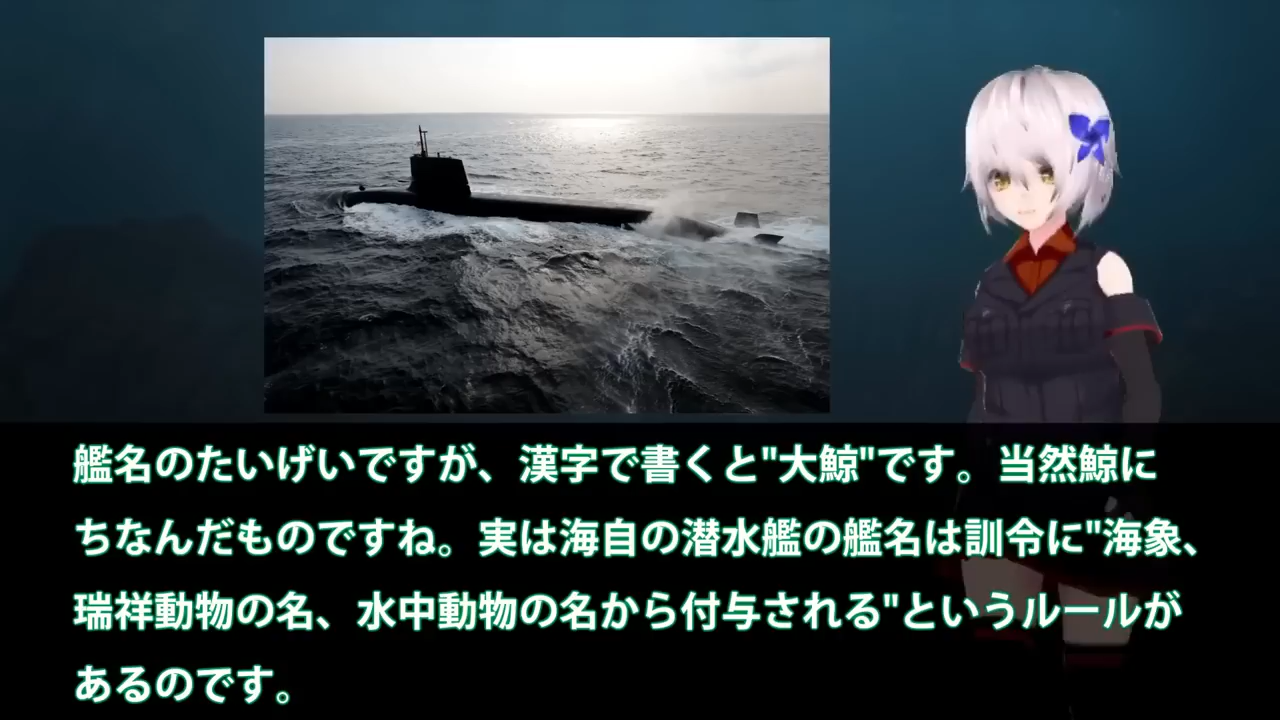 艦名のたいげいですが、漢字で書くと"大鯨"です。当然鯨に
ちなんだものですね。実は海自の潜水艦の艦名は訓令に"海象、
瑞祥動物の名、水中動物の名から付与される"というルールが
あるのです。